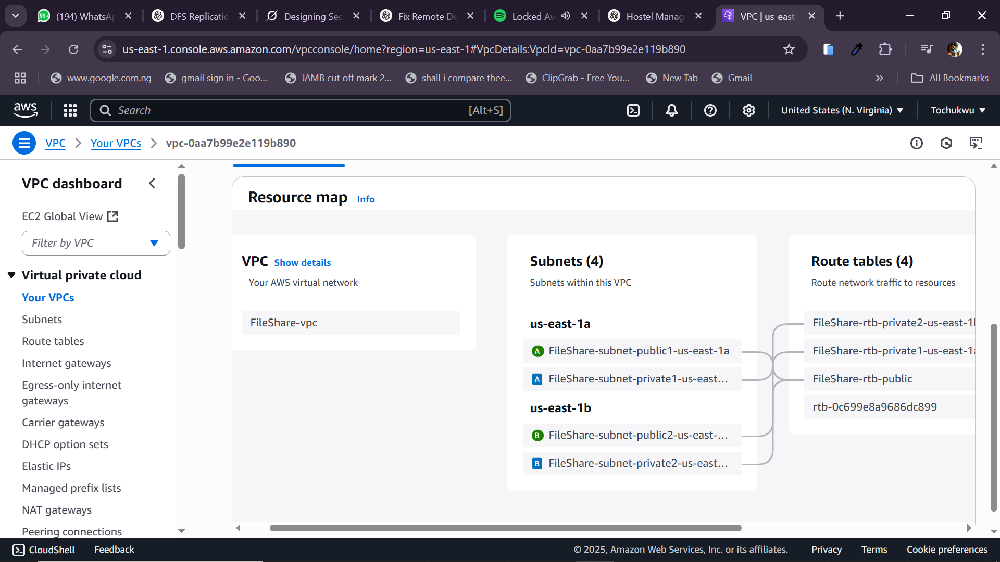 (194) WhatsAp
DFS Replicatio
Designing Sec
Fix Remote De
Locked Aw
Hostel Manag
VPC | us-east-
us-east-1.console.aws.amazon.com/vpcconsole/home?region=us-east-1#VpcDetails:VpcId=vpc-0aa7b99e2e119b890
www.google.com.ng
gmail sign in - Goo...
JAMB cut off mark 2...
shall i compare thee...
ClipGrab - Free You...
New Tab
Gmail
All Bookmarks
aws
Search
[Alt+S]
United States (N. Virginia)
Tochukwu
VPC
Your VPCs
vpc-0aa7b99e2e119b890
VPC dashboard
EC2 Global View
Filter by VPC
Virtual private cloud
Your VPCs
Subnets
Route tables
Internet gateways
Egress-only internet
gateways
Carrier gateways
DHCP option sets
Elastic IPs
Managed prefix lists
NAT gateways
Peering connections
Resource map Info
VPC Show details
Your AWS virtual network
FileShare-vpc
Subnets (4)
Subnets within this VPC
us-east-1a
A FileShare-subnet-public1-us-east-1a
A FileShare-subnet-private1-us-east...
us-east-1b
B FileShare-subnet-public2-us-east-...
B FileShare-subnet-private2-us-east...
Route tables (4)
Route network traffic to resources
FileShare-rtb-private2-us-east-1b
FileShare-rtb-private1-us-east-1a
FileShare-rtb-public
rtb-0c699e8a9686dc899
CloudShell
Feedback
© 2025, Amazon Web Services, Inc. or its affiliates.
Privacy
Terms
Cookie preferences